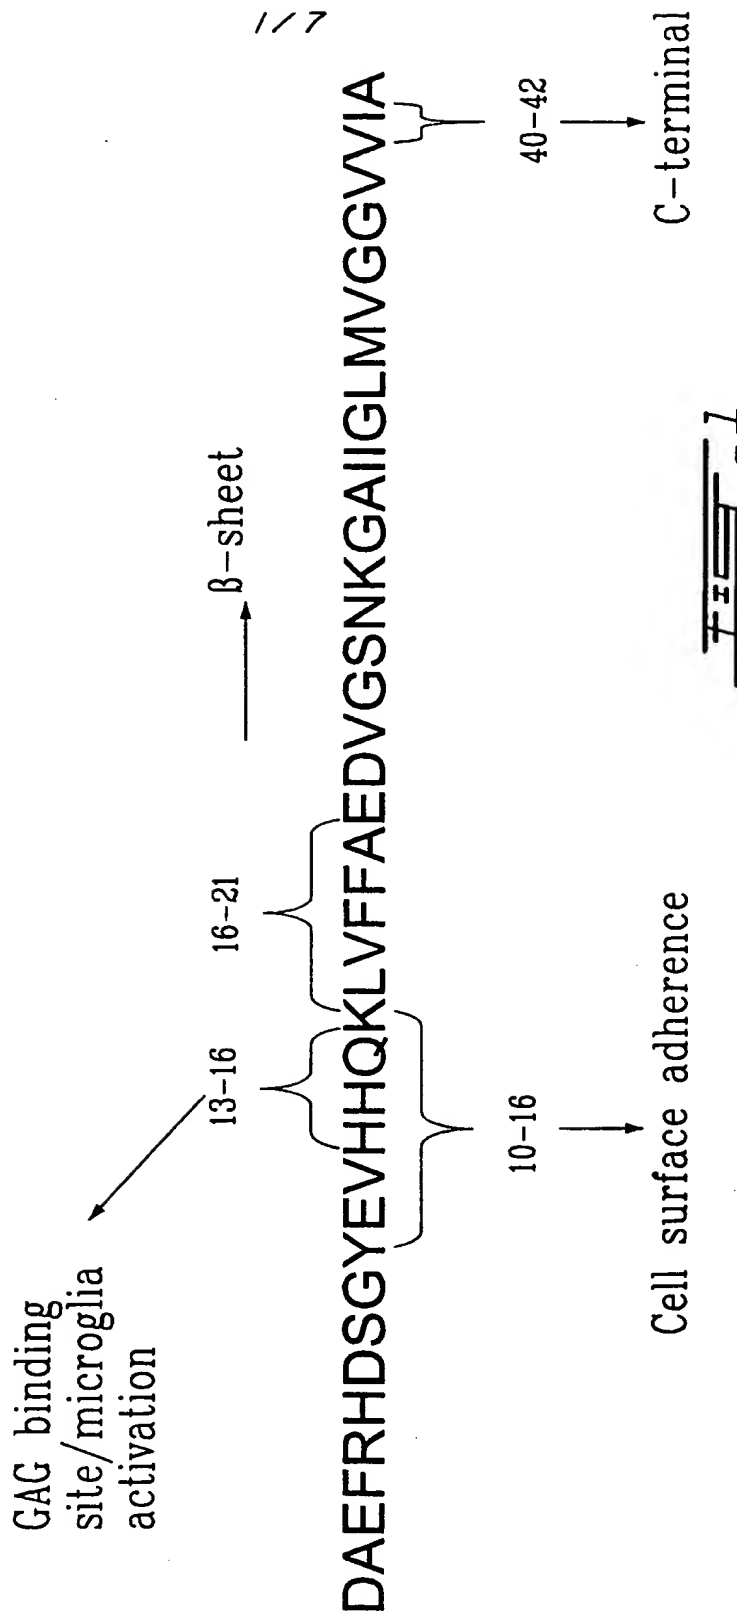 1/7
GAG binding
site/microglia
activation
13-16
16-21
β-sheet
DAEFRHDSGYEVHHQKLVFFAEDVGSNKGAIIGLMVGGVVIA
10-16
40-42
Cell surface adherence
C-terminal